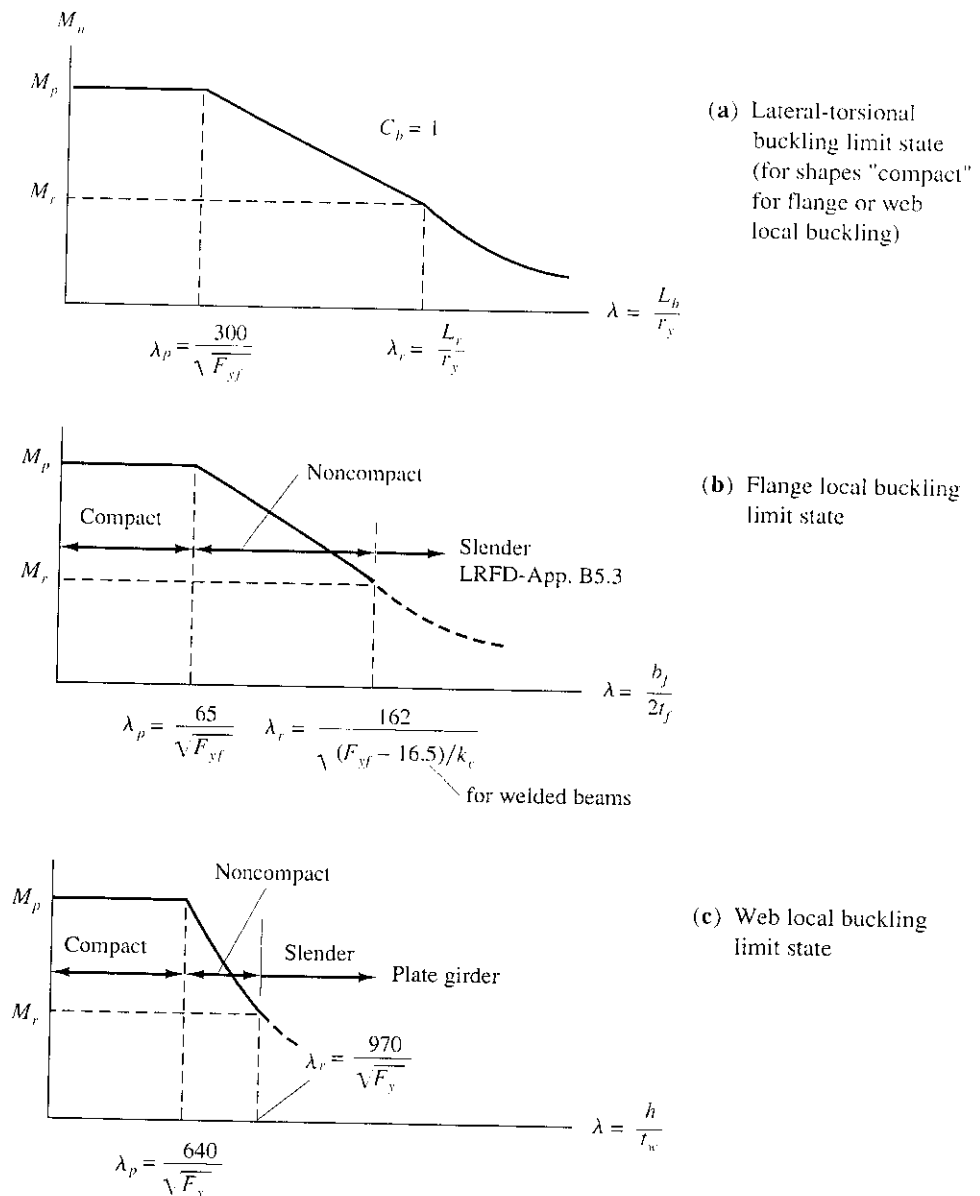 M_n
M_p
M_r
C_b = 1
(a) Lateral-torsional
buckling limit state
(for shapes "compact"
for flange or web
local buckling)
λ = L_b / r_y
λ_p = 300 / √F_yf
λ_r = L_r / r_y
M_p
Noncompact
Compact
M_r
Slender
LRFD-App. B5.3
(b) Flange local buckling
limit state
λ = b_f / 2t_f
λ_p = 65 / √F_yf
λ_r = 162 / √(F_yf – 16.5)/k_c
for welded beams
M_p
Noncompact
Compact
Slender
Plate girder
M_r
(c) Web local buckling
limit state
λ_r = 970 / √F_y
λ = h / t_w
λ_p = 640 / √F_y